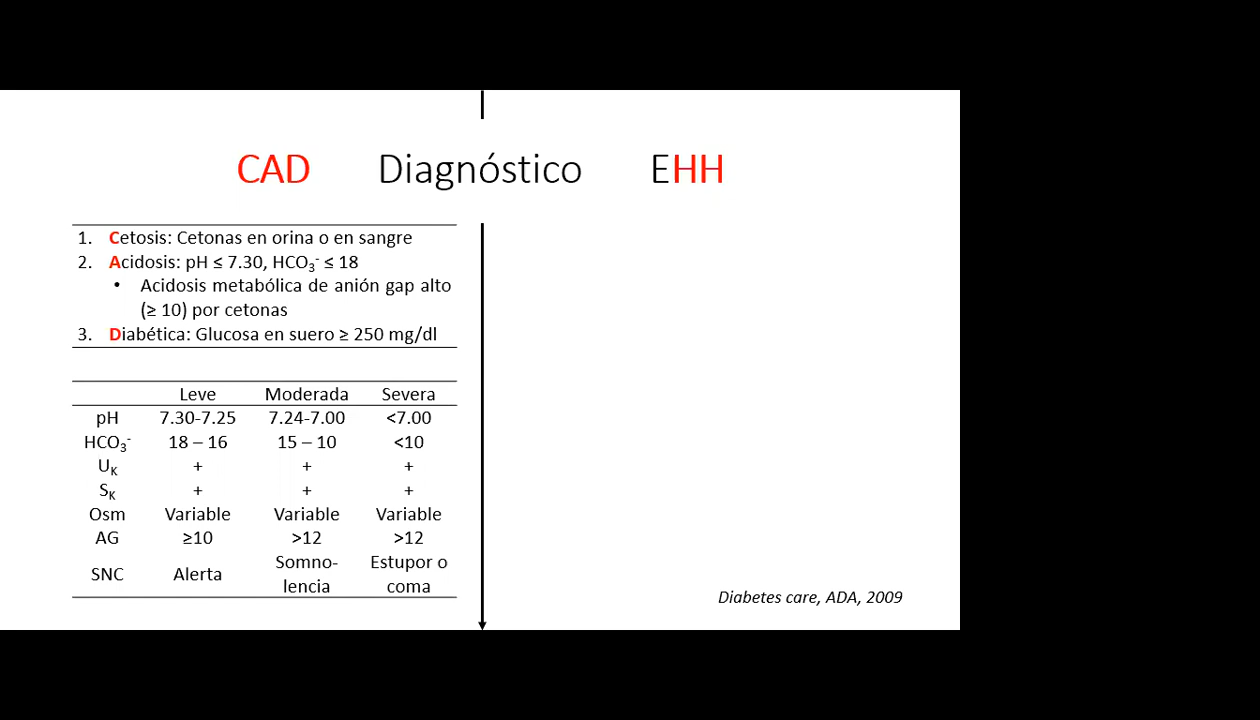 CAD Diagnóstico EHH
1. Cetosis: Cetonas en orina o en sangre
2. Acidosis: pH ≤ 7.30, HCO₃⁻ ≤ 18
• Acidosis metabólica de anión gap alto
(≥ 10) por cetonas
3. Diabética: Glucosa en suero ≥ 250 mg/dl
Leve Moderada Severa
pH 7.30-7.25 7.24-7.00 <7.00
HCO₃⁻ 18 – 16 15 – 10 <10
U_K + + +
S_K + + +
Osm Variable Variable Variable
AG ≥10 >12 >12
SNC Alerta Somno-
lencia Estupor o
coma
Diabetes care, ADA, 2009